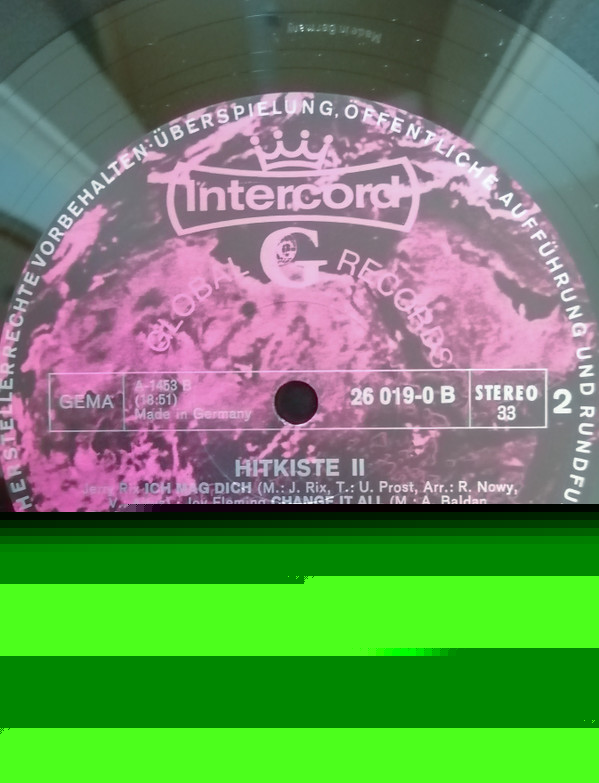 Made in Germany
HERSTELLERRECHTE VORBEHALTEN·ÜBERSPIELUNG, ÖFFENTLICHE AUFFÜHRUNG UND RUNDFU
Intercord
G
GLOBAL RECORDS
GEMA
A-1453 B
(18:51)
Made in Germany
26 019-0 B
STEREO
33
2
HITKISTE II
Jerry Rix ICH MAG DICH (M.: J. Rix, T.: U. Prost, Arr.: R. Nowy,
Joy Fleming CHANGE IT ALL (M.: A. Baldan